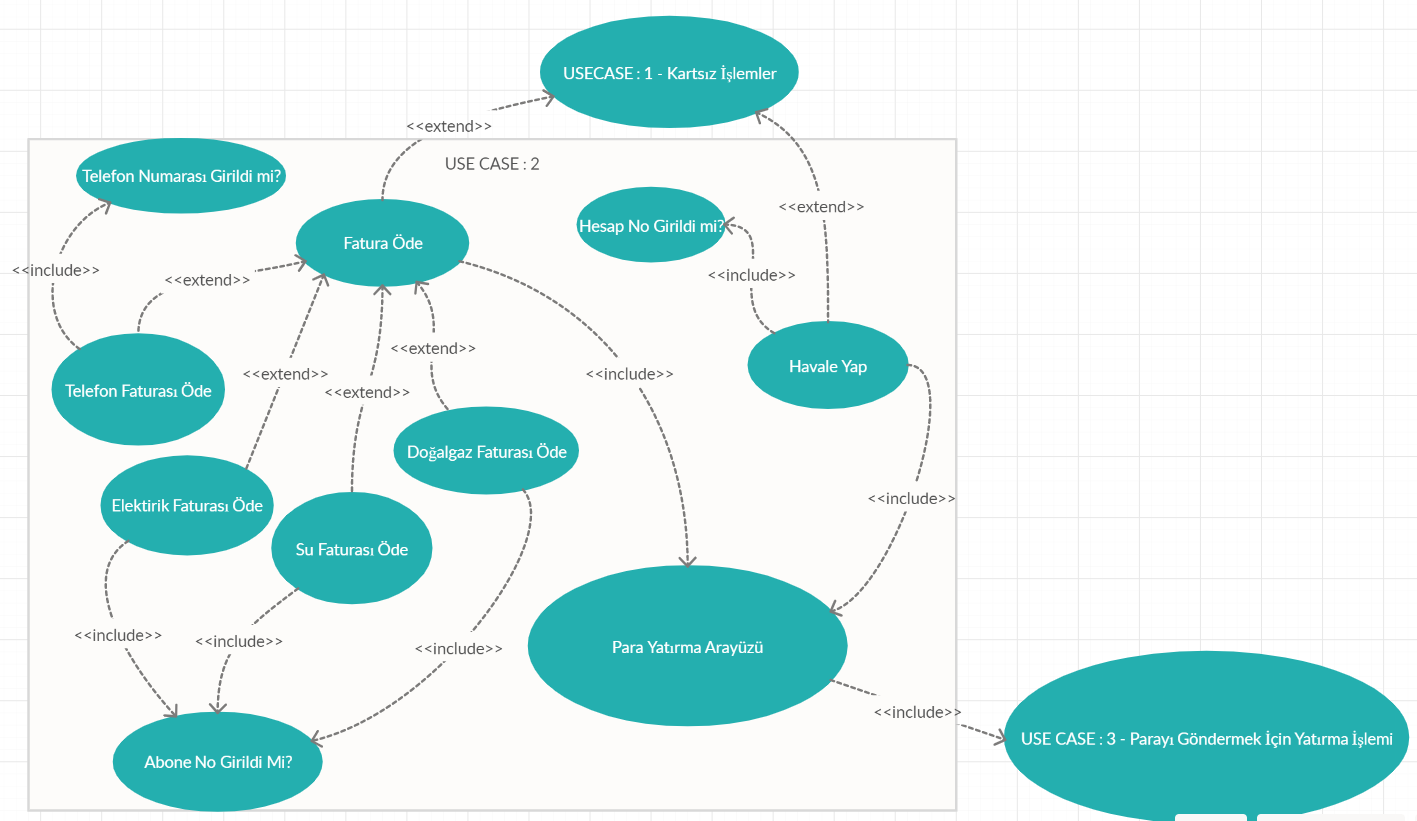 USECASE : 1 - Kartsız İşlemler
<<extend>>
USE CASE : 2
Telefon Numarası Girildi mi?
<<extend>>
Hesap No Girildi mi?
Fatura Öde
<<include>>
<<extend>>
<<include>>
<<extend>>
Havale Yap
<<extend>>
<<include>>
<<extend>>
Telefon Faturası Öde
Doğalgaz Faturası Öde
<<include>>
Elektirik Faturası Öde
Su Faturası Öde
<<include>>
<<include>>
<<include>>
Para Yatırma Arayüzü
<<include>>
USE CASE : 3 - Parayı Göndermek İçin Yatırma İşlemi
Abone No Girildi Mi?